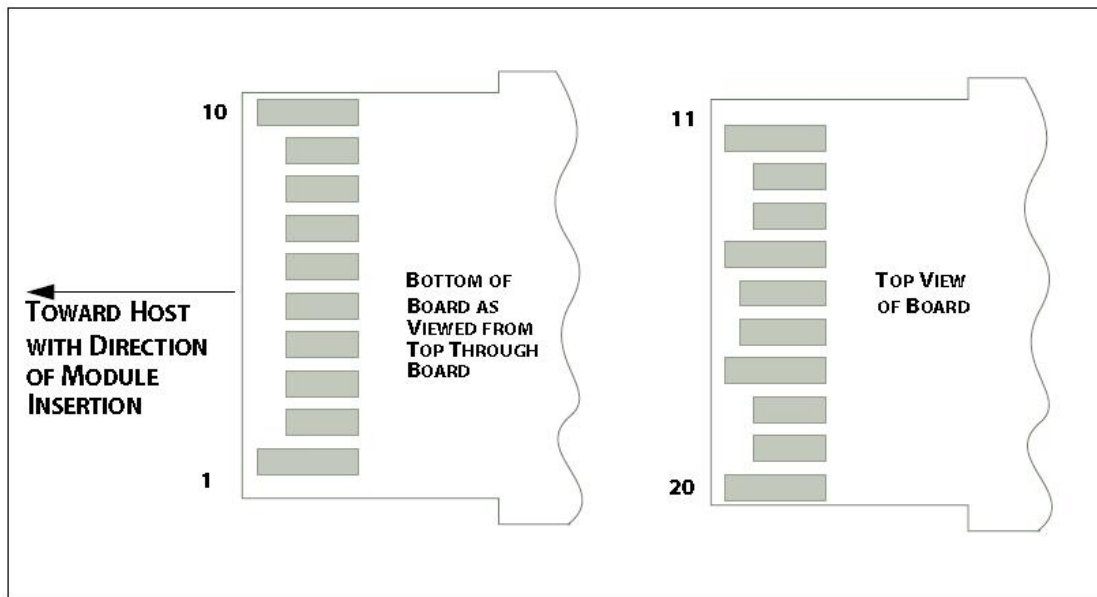 10
BOTTOM OF
BOARD AS
VIEWED FROM
TOP THROUGH
BOARD
TOWARD HOST
WITH DIRECTION
OF MODULE
INSERTION
1
11
TOP VIEW
OF BOARD
20